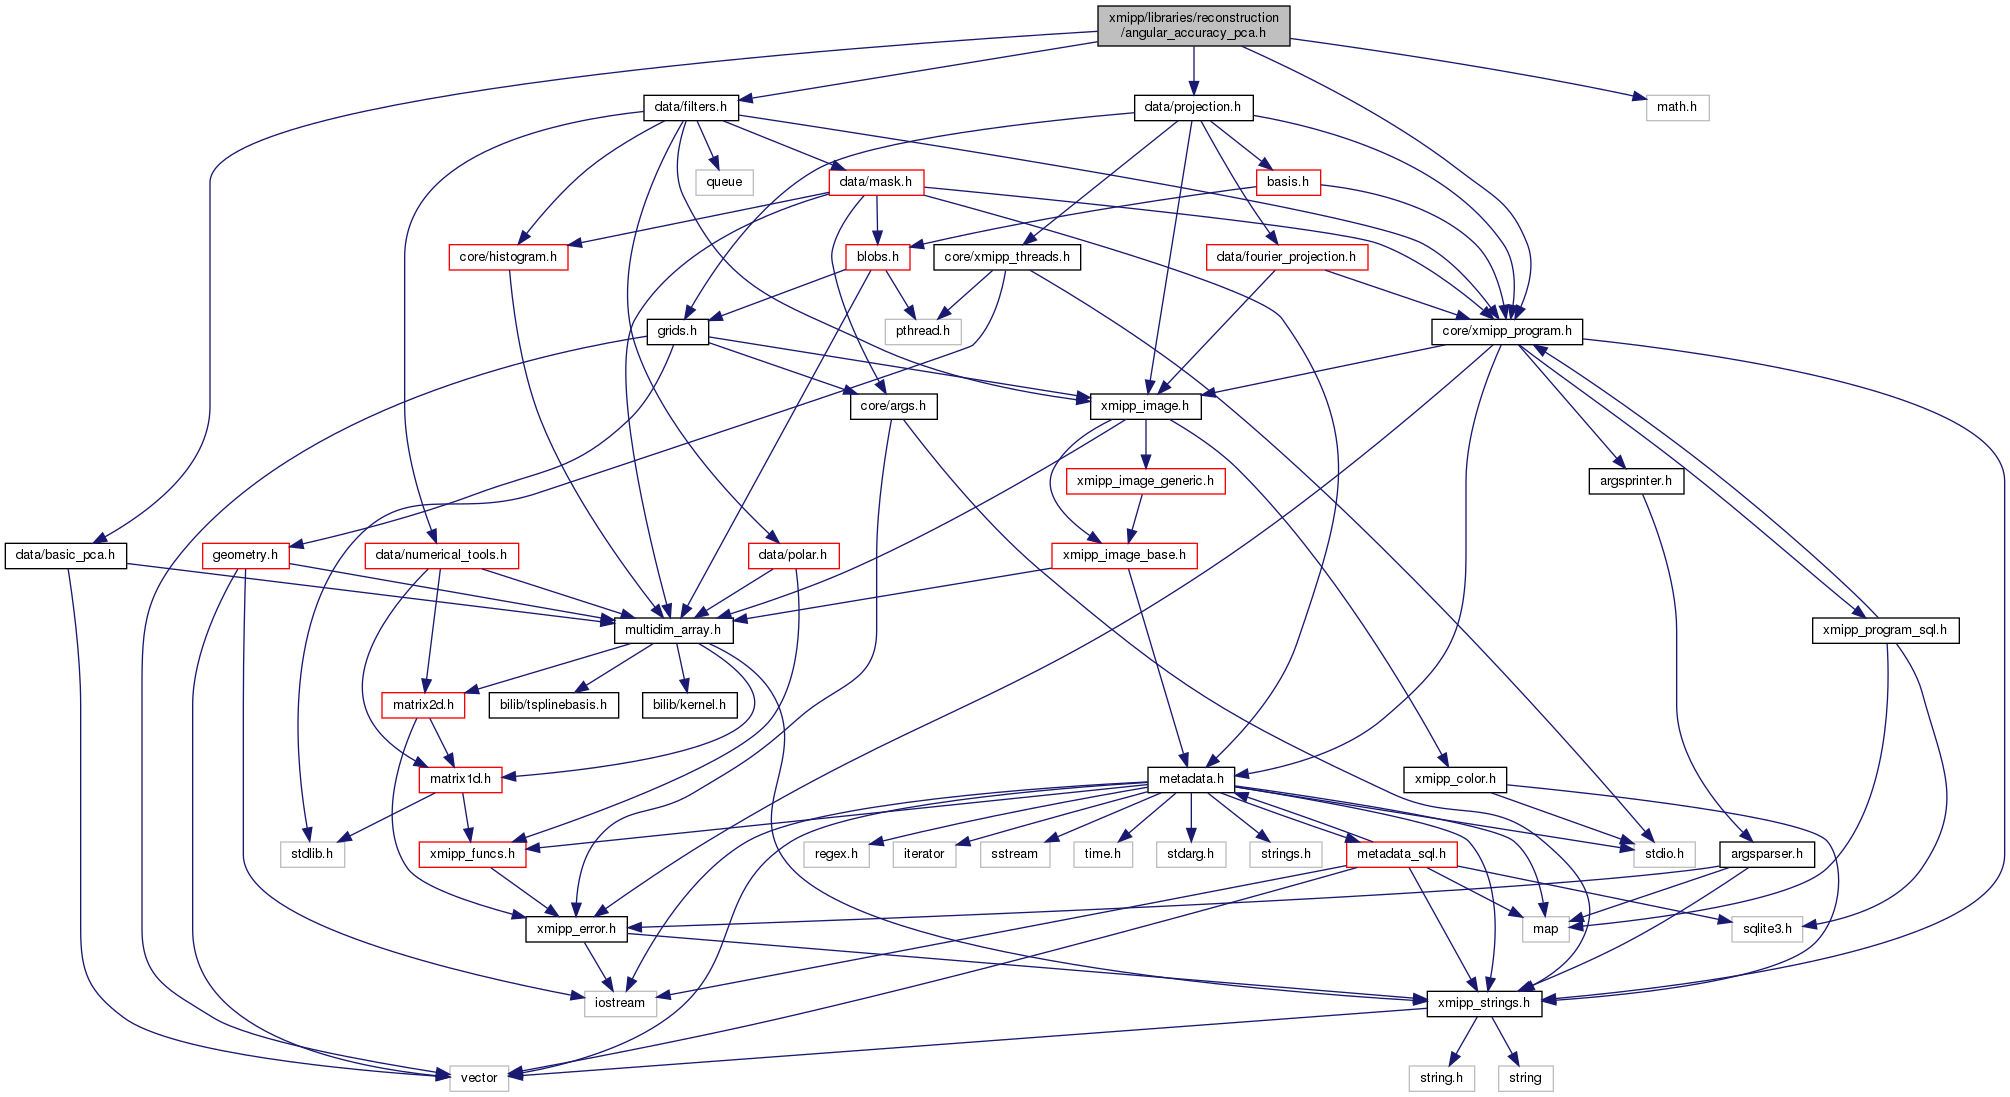 xmipp/libraries/reconstruction
/angular_accuracy_pca.h
data/filters.h
data/projection.h
math.h
queue
data/mask.h
basis.h
core/histogram.h
blobs.h
core/xmipp_threads.h
data/fourier_projection.h
grids.h
pthread.h
core/xmipp_program.h
core/args.h
xmipp_image.h
xmipp_image_generic.h
argsprinter.h
data/basic_pca.h
geometry.h
data/numerical_tools.h
data/polar.h
xmipp_image_base.h
multidim_array.h
xmipp_program_sql.h
matrix2d.h
bilib/tsplinebasis.h
bilib/kernel.h
matrix1d.h
metadata.h
xmipp_color.h
stdlib.h
xmipp_funcs.h
regex.h
iterator
sstream
time.h
stdarg.h
strings.h
metadata_sql.h
stdio.h
argsparser.h
xmipp_error.h
map
sqlite3.h
iostream
xmipp_strings.h
vector
string.h
string